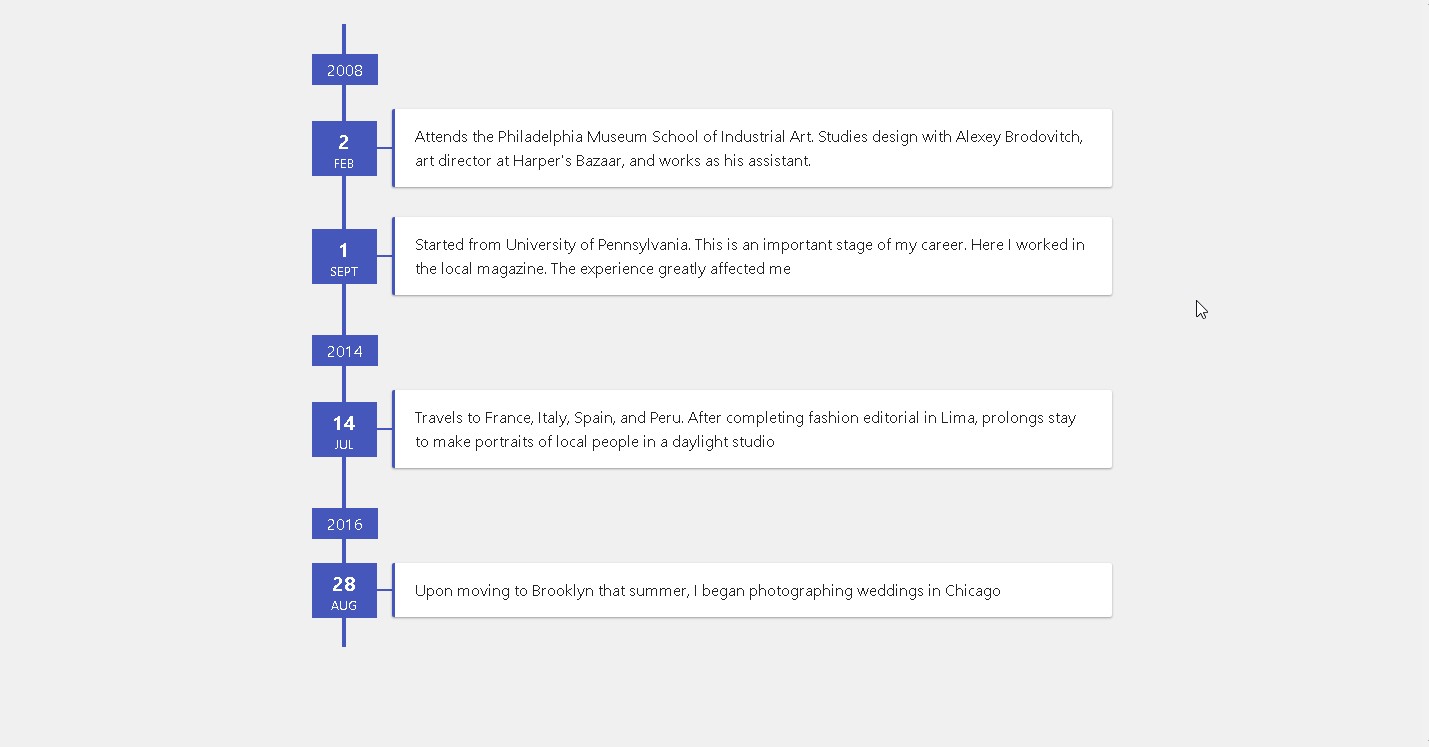 2008
2
FEB
Attends the Philadelphia Museum School of Industrial Art. Studies design with Alexey Brodovitch,
art director at Harper's Bazaar, and works as his assistant.
1
SEPT
Started from University of Pennsylvania. This is an important stage of my career. Here I worked in
the local magazine. The experience greatly affected me
2014
14
JUL
Travels to France, Italy, Spain, and Peru. After completing fashion editorial in Lima, prolongs stay
to make portraits of local people in a daylight studio
2016
28
AUG
Upon moving to Brooklyn that summer, I began photographing weddings in Chicago